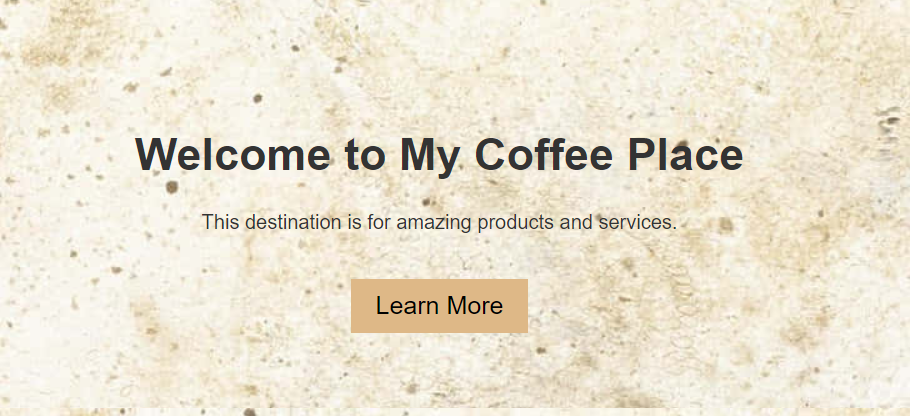 Welcome to My Coffee Place
This destination is for amazing products and services.
Learn More